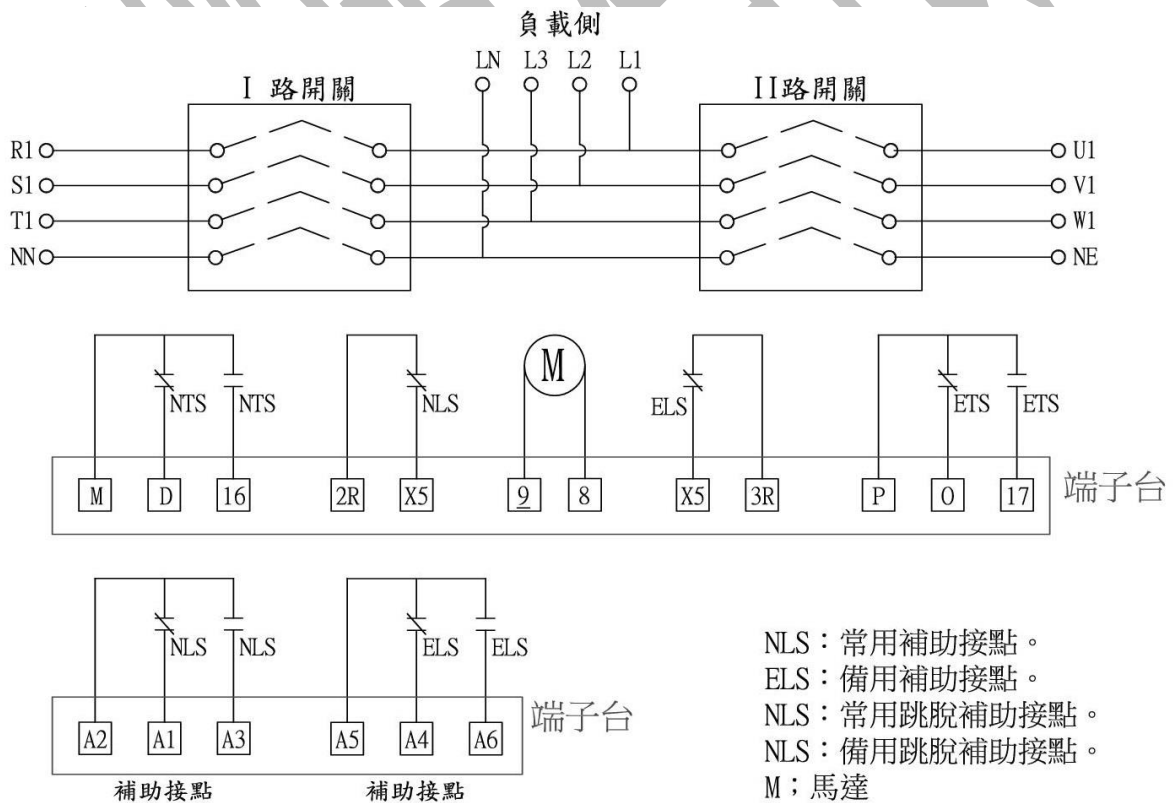 負載側
LN L3 L2 L1
I 路開關
II路開關
R1 U1
S1 V1
T1 W1
NN NE
M
NTS NTS NLS ELS ETS ETS
M D 16 2R X5 9 8 X5 3R P O 17 端子台
NLS NLS ELS ELS
A2 A1 A3 A5 A4 A6 端子台
補助接點 補助接點
NLS：常用補助接點。
ELS：備用補助接點。
NLS：常用跳脫補助接點。
NLS：備用跳脫補助接點。
M；馬達